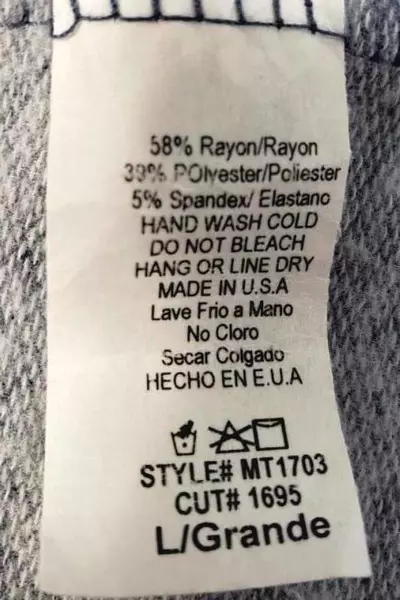 58% Rayon/Rayon
39% POlyester/Poliester
5% Spandex/ Elastano
HAND WASH COLD
DO NOT BLEACH
HANG OR LINE DRY
MADE IN U.S.A
Lave Frio a Mano
No Cloro
Secar Colgado
HECHO EN E.U.A
STYLE# MT1703
CUT# 1695
L/Grande